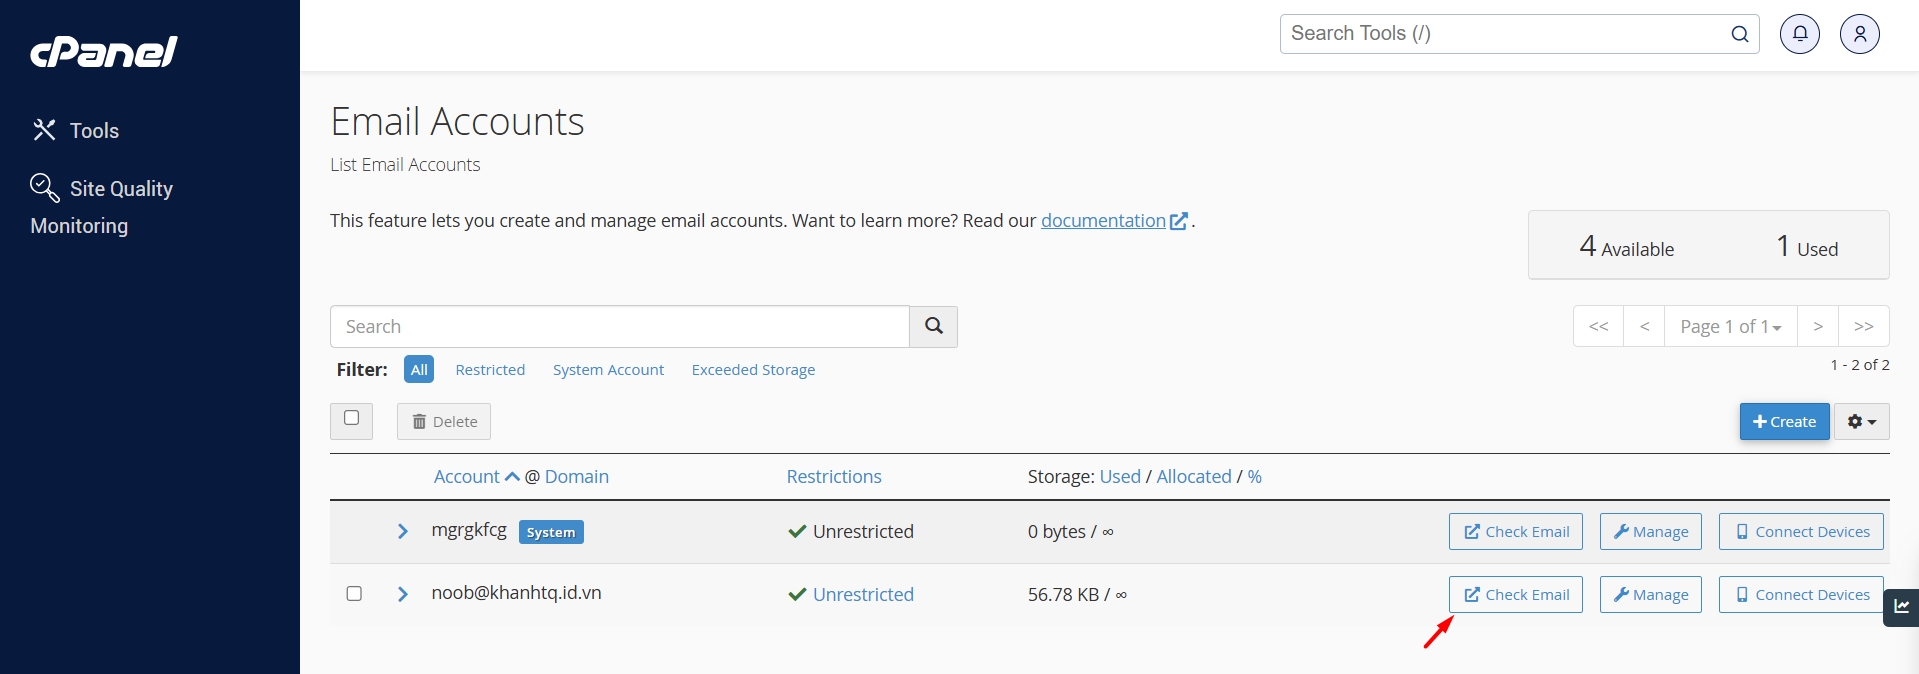 cPanel
Search Tools (/)
Tools
Site Quality
Monitoring
Email Accounts
List Email Accounts
This feature lets you create and manage email accounts. Want to learn more? Read our documentation .
4 Available 1 Used
Search
<< < Page 1 of 1 > >>
Filter: All Restricted System Account Exceeded Storage
1 - 2 of 2
Delete
Create
Account @ Domain Restrictions Storage: Used / Allocated / %
mgrgkfcg System Unrestricted 0 bytes / ∞ Check Email Manage Connect Devices
noob@khanhtq.id.vn Unrestricted 56.78 KB / ∞ Check Email Manage Connect Devices